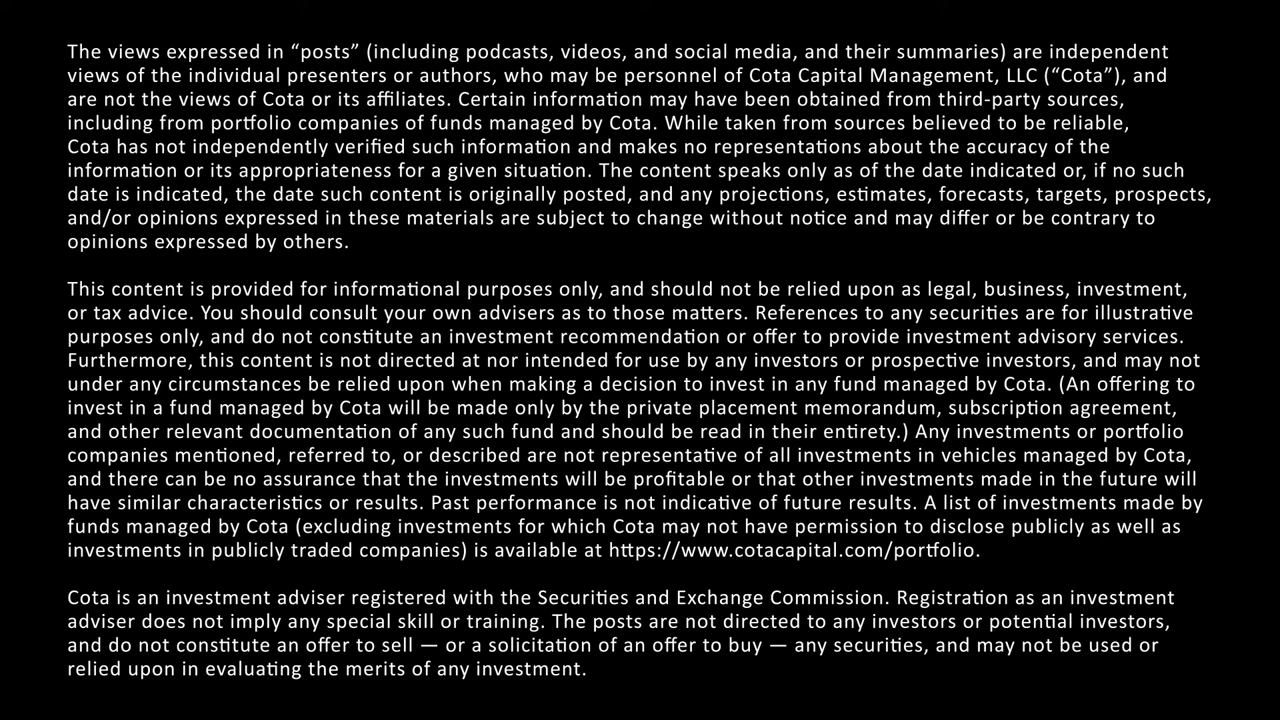 The views expressed in “posts” (including podcasts, videos, and social media, and their summaries) are independent
views of the individual presenters or authors, who may be personnel of Cota Capital Management, LLC (“Cota”), and
are not the views of Cota or its affiliates. Certain information may have been obtained from third-party sources,
including from portfolio companies of funds managed by Cota. While taken from sources believed to be reliable,
Cota has not independently verified such information and makes no representations about the accuracy of the
information or its appropriateness for a given situation. The content speaks only as of the date indicated or, if no such
date is indicated, the date such content is originally posted, and any projections, estimates, forecasts, targets, prospects,
and/or opinions expressed in these materials are subject to change without notice and may differ or be contrary to
opinions expressed by others.
This content is provided for informational purposes only, and should not be relied upon as legal, business, investment,
or tax advice. You should consult your own advisers as to those matters. References to any securities are for illustrative
purposes only, and do not constitute an investment recommendation or offer to provide investment advisory services.
Furthermore, this content is not directed at nor intended for use by any investors or prospective investors, and may not
under any circumstances be relied upon when making a decision to invest in any fund managed by Cota. (An offering to
invest in a fund managed by Cota will be made only by the private placement memorandum, subscription agreement,
and other relevant documentation of any such fund and should be read in their entirety.) Any investments or portfolio
companies mentioned, referred to, or described are not representative of all investments in vehicles managed by Cota,
and there can be no assurance that the investments will be profitable or that other investments made in the future will
have similar characteristics or results. Past performance is not indicative of future results. A list of investments made by
funds managed by Cota (excluding investments for which Cota may not have permission to disclose publicly as well as
investments in publicly traded companies) is available at https://www.cotacapital.com/portfolio.
Cota is an investment adviser registered with the Securities and Exchange Commission. Registration as an investment
adviser does not imply any special skill or training. The posts are not directed to any investors or potential investors,
and do not constitute an offer to sell — or a solicitation of an offer to buy — any securities, and may not be used or
relied upon in evaluating the merits of any investment.